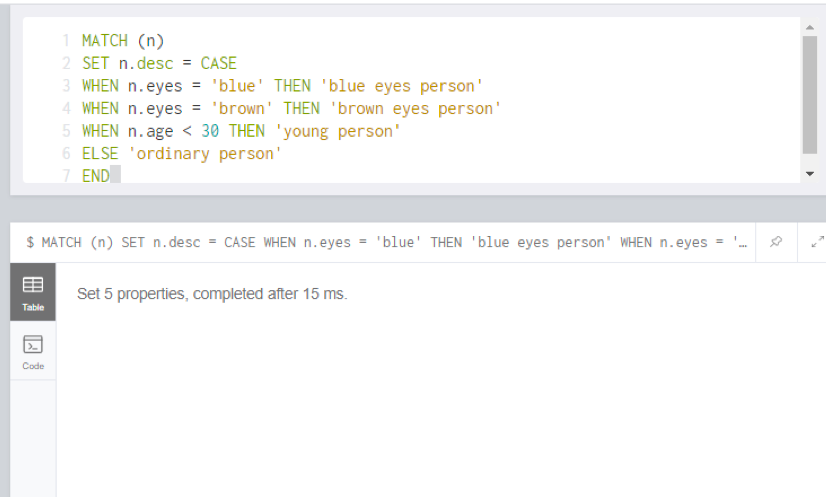 1 MATCH (n)
2 SET n.desc = CASE
3 WHEN n.eyes = 'blue' THEN 'blue eyes person'
4 WHEN n.eyes = 'brown' THEN 'brown eyes person'
5 WHEN n.age < 30 THEN 'young person'
6 ELSE 'ordinary person'
7 END
$ MATCH (n) SET n.desc = CASE WHEN n.eyes = 'blue' THEN 'blue eyes person' WHEN n.eyes = '…
Table
Set 5 properties, completed after 15 ms.
Code